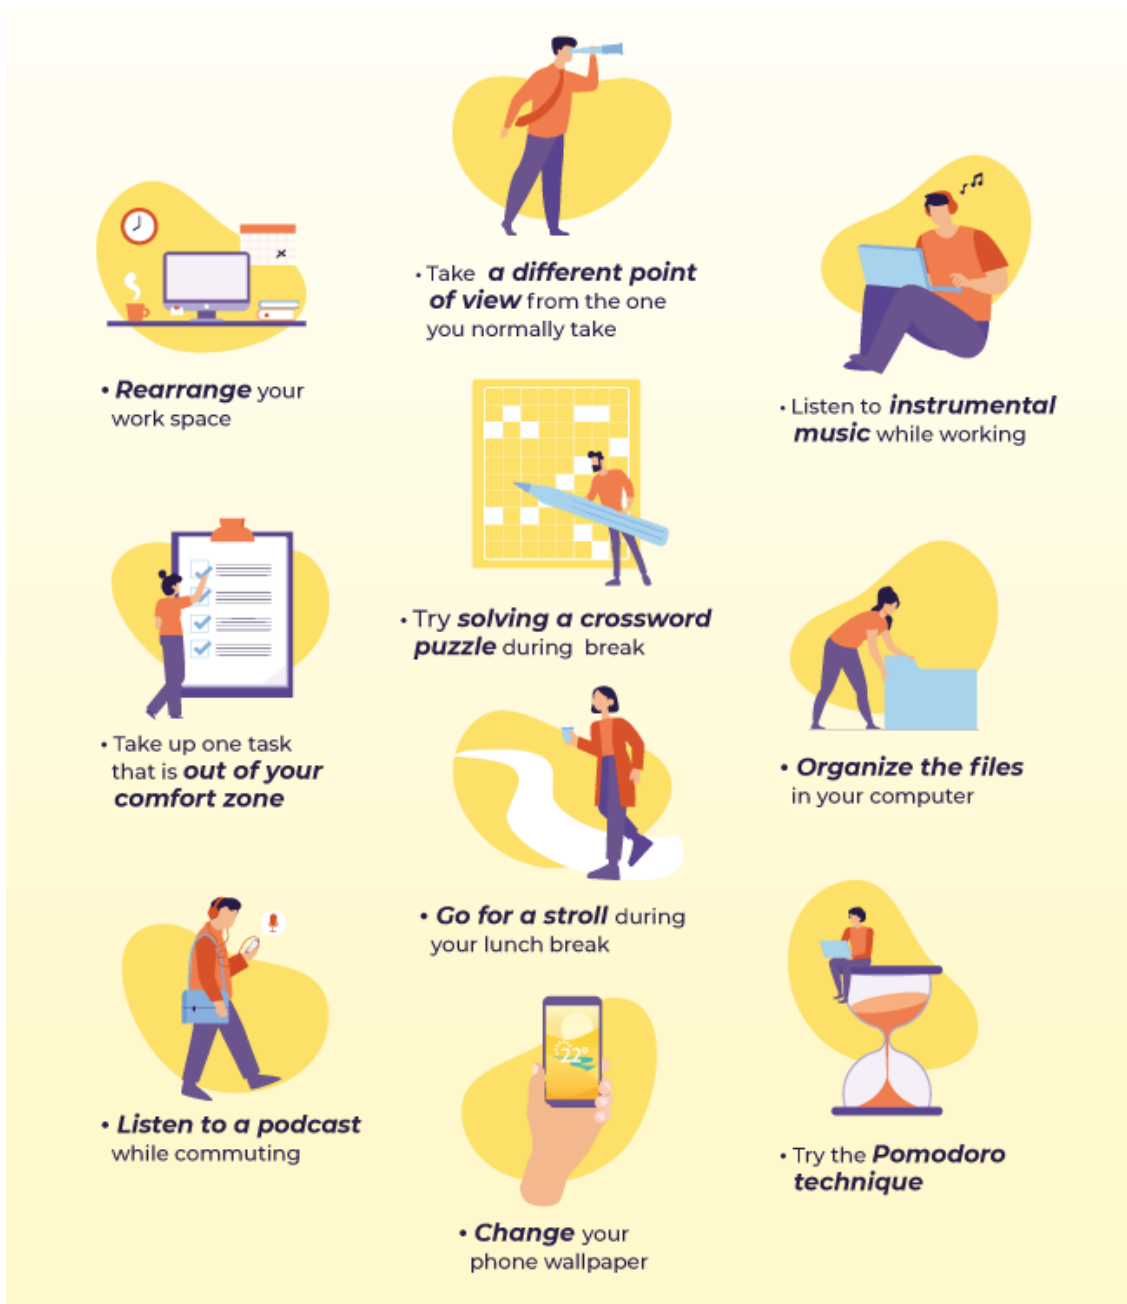 • Take a different point
of view from the one
you normally take
• Rearrange your
work space
• Listen to instrumental
music while working
• Try solving a crossword
puzzle during break
• Take up one task
that is out of your
comfort zone
• Organize the files
in your computer
• Go for a stroll during
your lunch break
22°
• Listen to a podcast
while commuting
• Try the Pomodoro
technique
• Change your
phone wallpaper